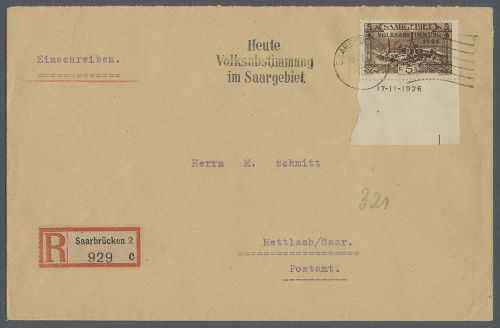 Einschreiben.
Heute
Volksabstimmung
im Saargebiet
SAARGEBIET
VOLKSABSTIMMUNG
17-11-1926
Herrn M. Schmitt
321
R Saarbrücken 2
929 c
Mettlach/Saar.
Postamt.